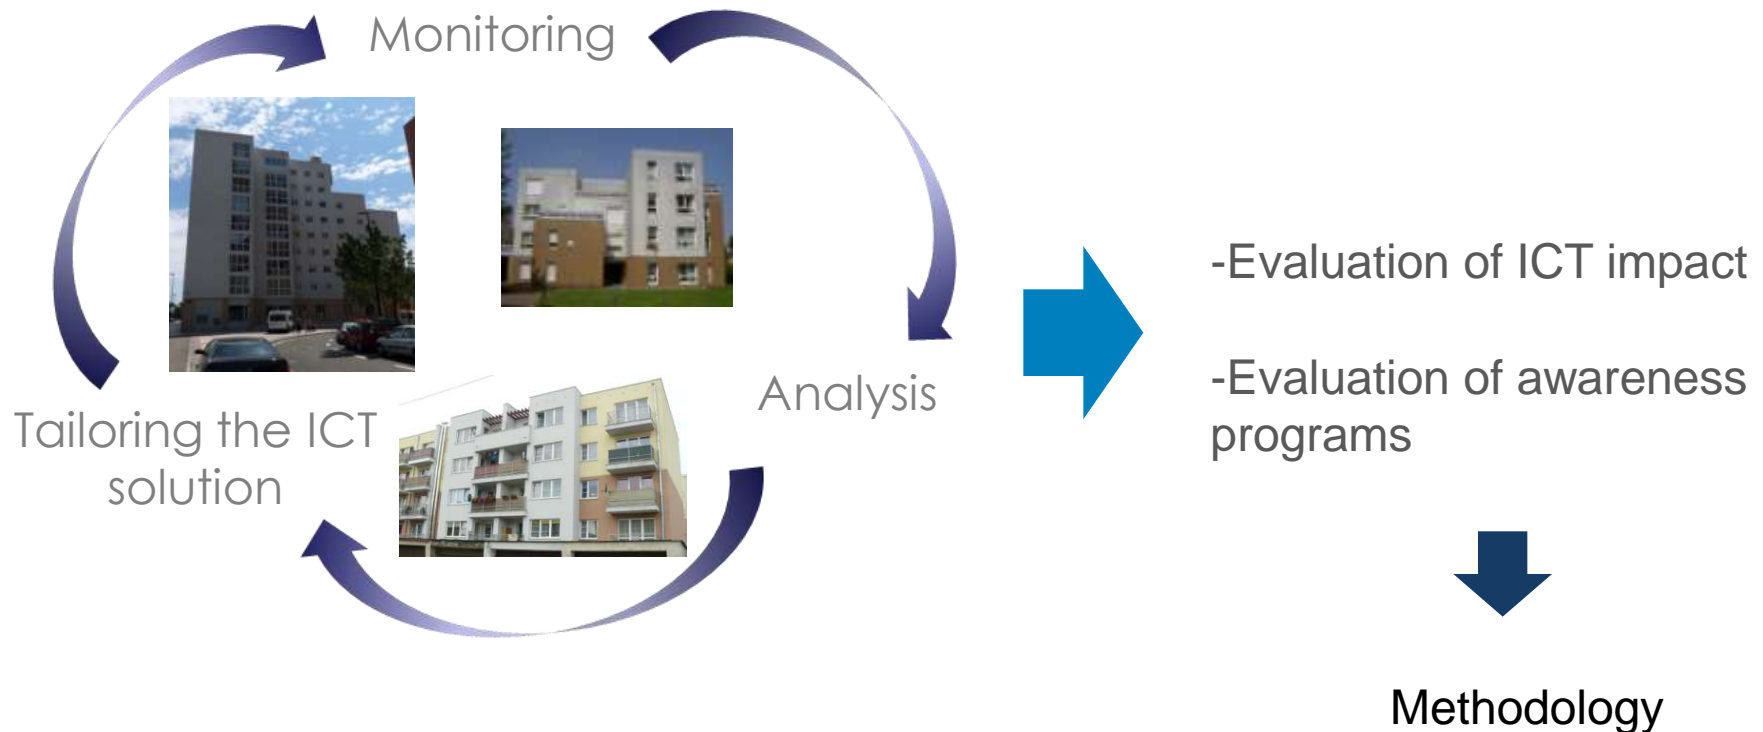 Monitoring
Analysis
Tailoring the ICT
solution
-Evaluation of ICT impact
-Evaluation of awareness
programs
Methodology